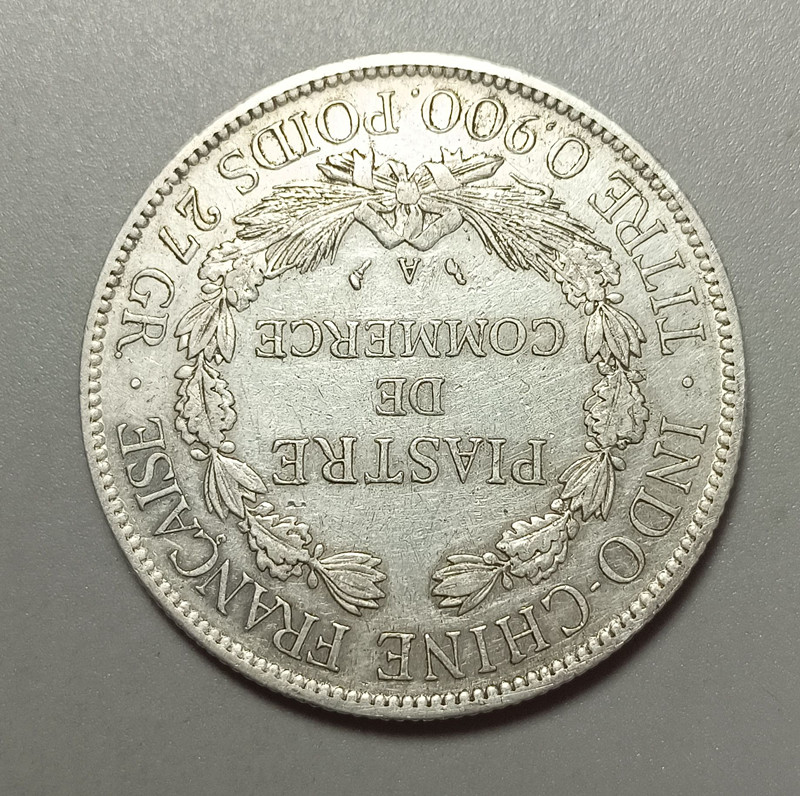 INDO-CHINE FRANÇAISE
PIASTRE
DE
COMMERCE
A
TITRE 0,900. POIDS 27 GR.